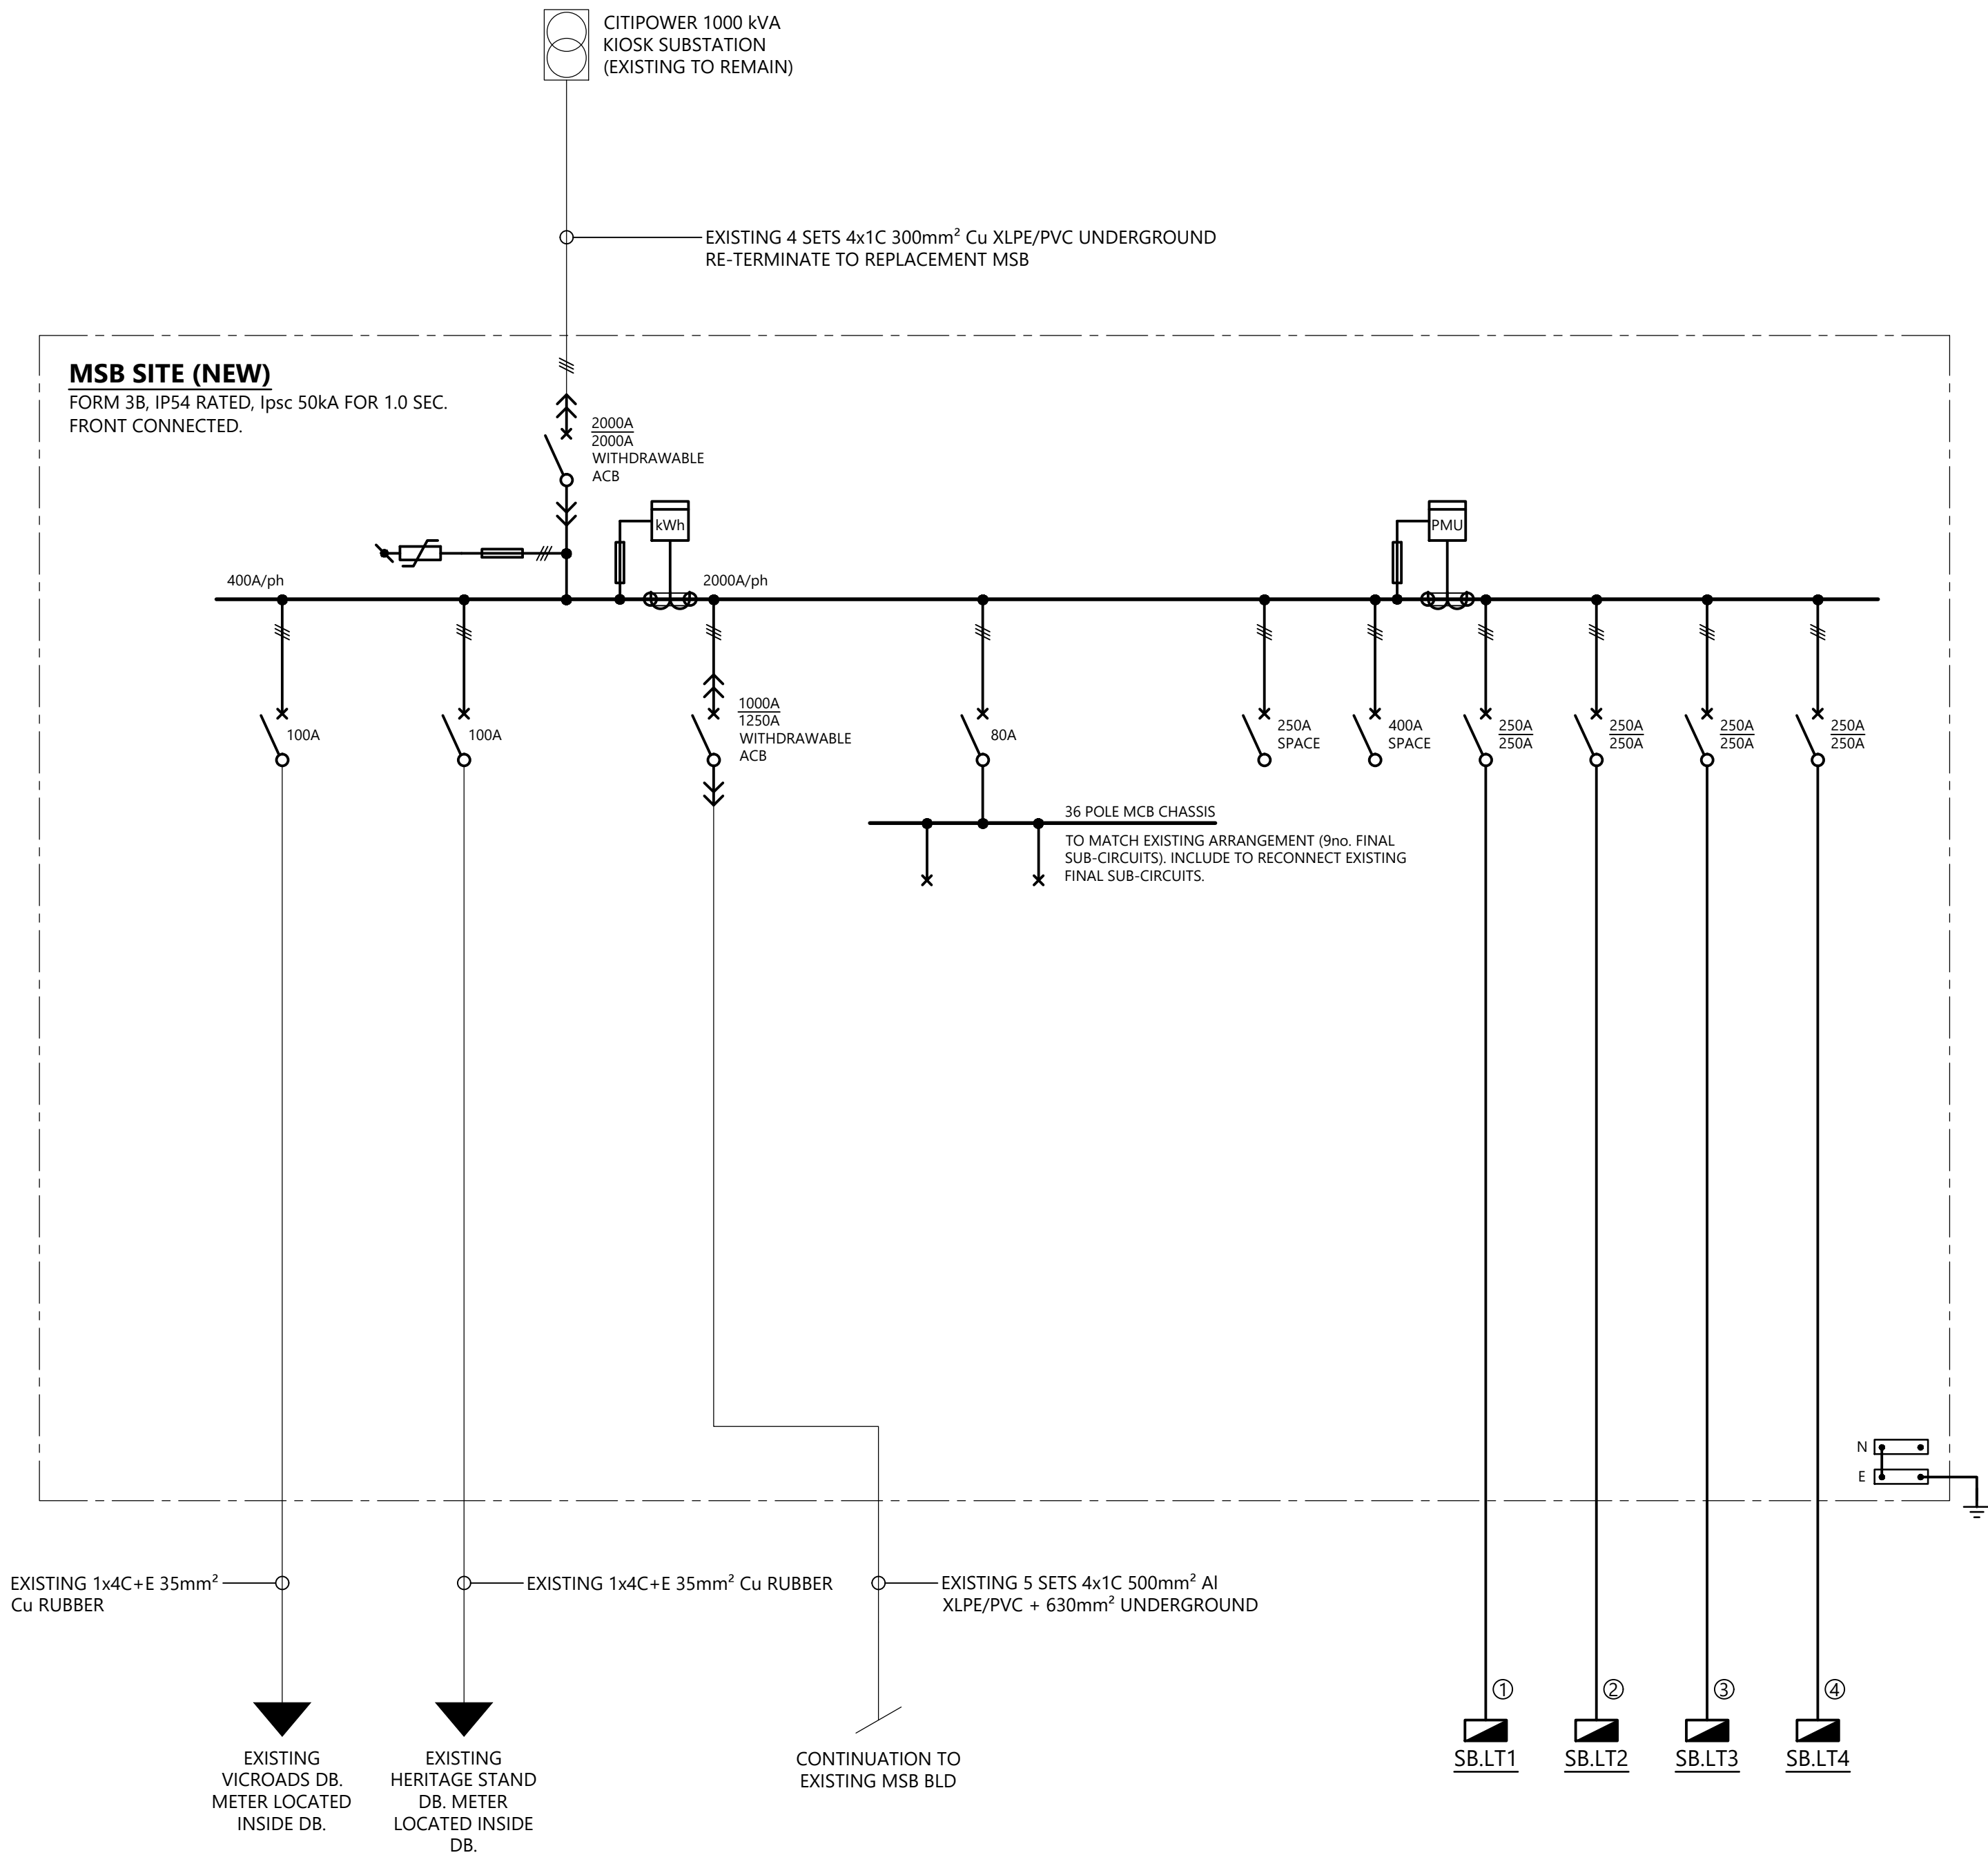 CITIPOWER 1000 kVA
KIOSK SUBSTATION
(EXISTING TO REMAIN)
EXISTING 4 SETS 4x1C 300mm² Cu XLPE/PVC UNDERGROUND
RE-TERMINATE TO REPLACEMENT MSB
MSB SITE (NEW)
FORM 3B, IP54 RATED, Ipsc 50kA FOR 1.0 SEC.
FRONT CONNECTED.
2000A
2000A
WITHDRAWABLE
ACB
kWh
PMU
400A/ph
2000A/ph
100A
100A
1000A
1250A
WITHDRAWABLE
ACB
80A
250A
SPACE
400A
SPACE
250A
250A
250A
250A
250A
250A
250A
250A
36 POLE MCB CHASSIS
TO MATCH EXISTING ARRANGEMENT (9no. FINAL
SUB-CIRCUITS). INCLUDE TO RECONNECT EXISTING
FINAL SUB-CIRCUITS.
N
E
EXISTING 1x4C+E 35mm²
Cu RUBBER
EXISTING 1x4C+E 35mm² Cu RUBBER
EXISTING 5 SETS 4x1C 500mm² Al
XLPE/PVC + 630mm² UNDERGROUND
1
2
3
4
EXISTING
VICROADS DB.
METER LOCATED
INSIDE DB.
EXISTING
HERITAGE STAND
DB. METER
LOCATED INSIDE
DB.
CONTINUATION TO
EXISTING MSB BLD
SB.LT1
SB.LT2
SB.LT3
SB.LT4